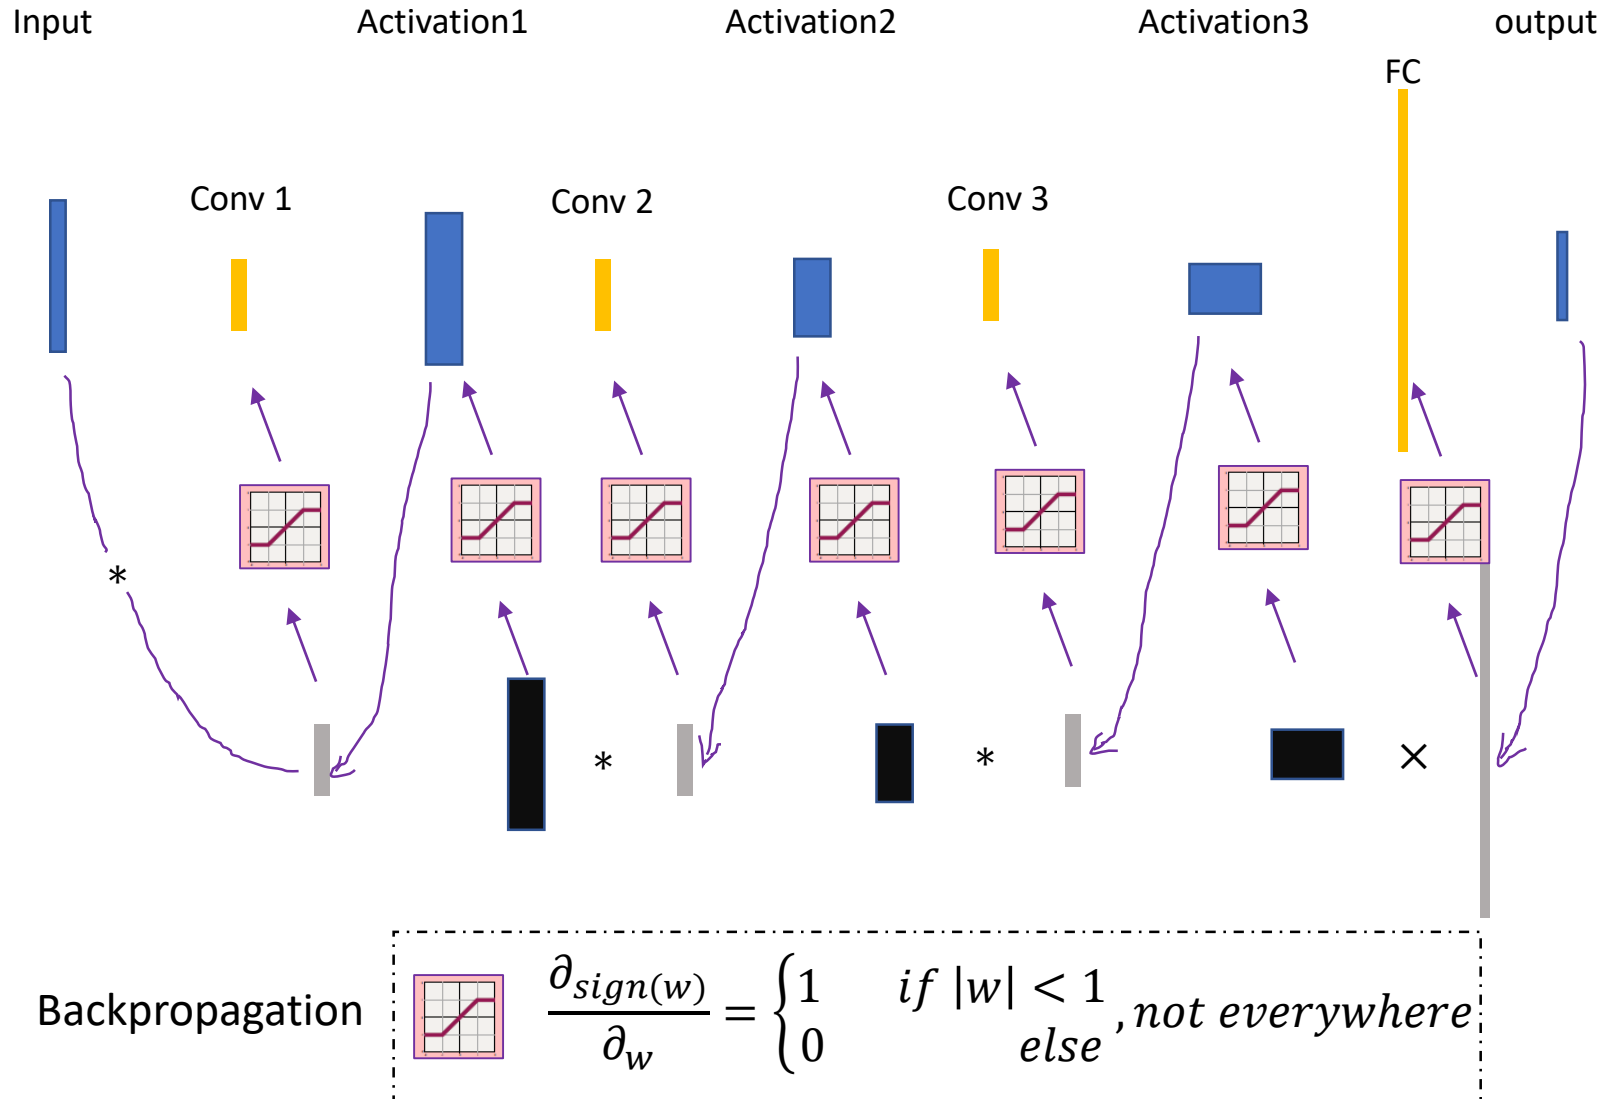 Input Activation1 Activation2 Activation3 output
FC
Conv 1 Conv 2 Conv 3
*
* * ×
Backpropagation ∂sign(w)/∂w = {1 if |w| < 1, 0 else , not everywhere